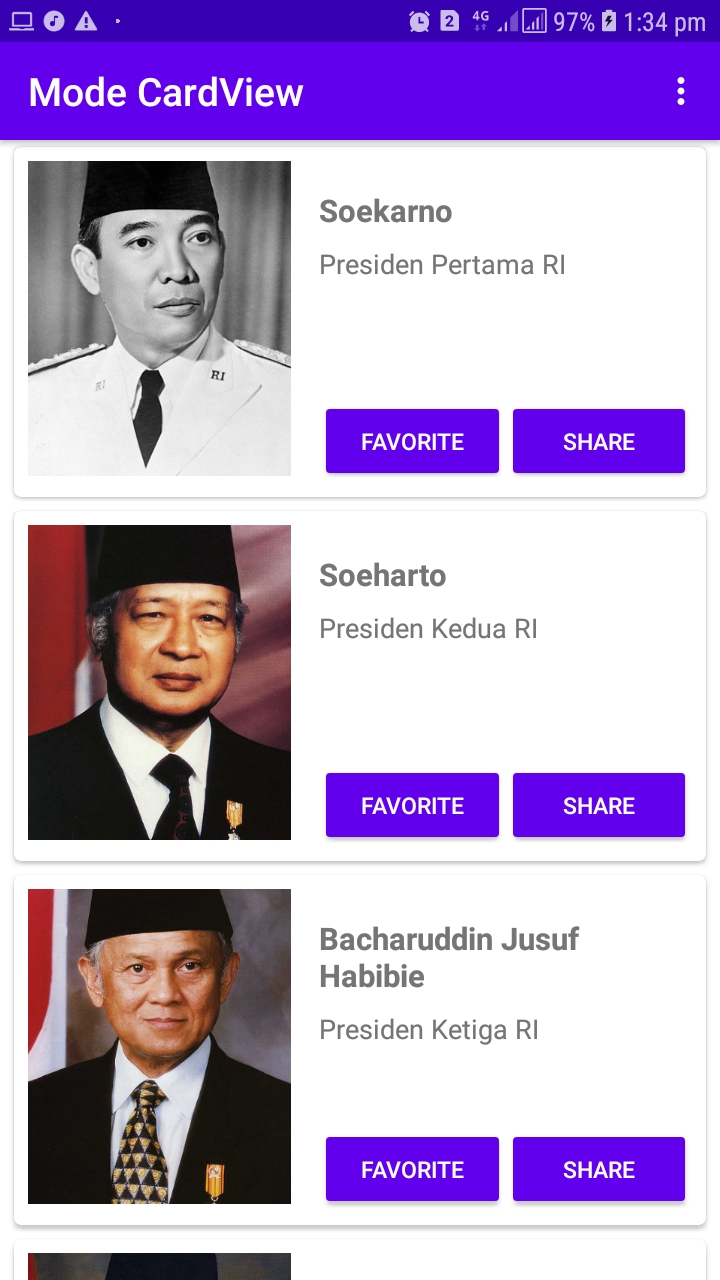 2 4G 97% 1:34 pm
Mode CardView
Soekarno
Presiden Pertama RI
RI RI
FAVORITE SHARE
Soeharto
Presiden Kedua RI
FAVORITE SHARE
Bacharuddin Jusuf
Habibie
Presiden Ketiga RI
FAVORITE SHARE